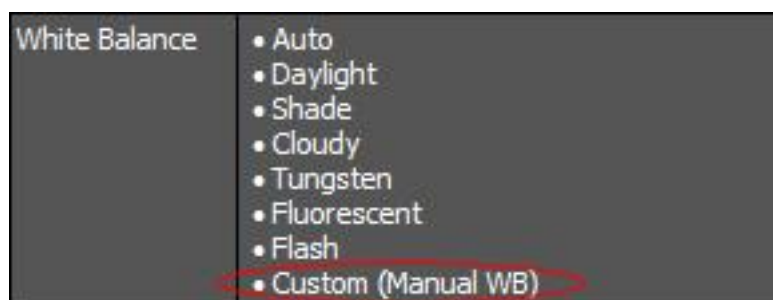 White Balance
• Auto
• Daylight
• Shade
• Cloudy
• Tungsten
• Fluorescent
• Flash
• Custom (Manual WB)